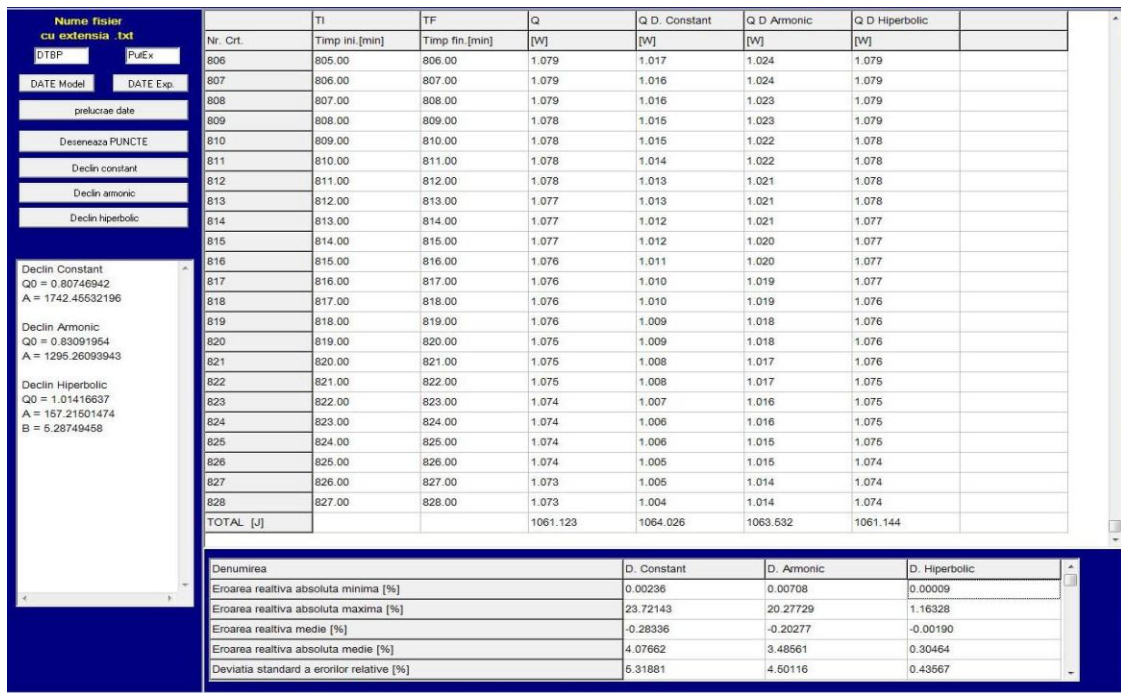 Nume fisier
cu extensia .txt
DTBP PutEx
DATE Model DATE Exp.
prelucrae date
Deseneaza PUNCTE
Declin constant
Declin armonic
Declin hiperbolic
Declin Constant
Q0 = 0.80746942
A = 1742.45532196
Declin Armonic
Q0 = 0.83091954
A = 1295.26093943
Declin Hiperbolic
Q0 = 1.01416637
A = 157.21501474
B = 5.28749458
TI TF Q Q D. Constant Q D Armonic Q D Hiperbolic
Nr. Crt. Timp ini.[min] Timp fin.[min] [W] [W] [W] [W]
806 805.00 806.00 1.079 1.017 1.024 1.079
807 806.00 807.00 1.079 1.016 1.024 1.079
808 807.00 808.00 1.079 1.016 1.023 1.079
809 808.00 809.00 1.078 1.015 1.023 1.079
810 809.00 810.00 1.078 1.015 1.022 1.078
811 810.00 811.00 1.078 1.014 1.022 1.078
812 811.00 812.00 1.078 1.013 1.021 1.078
813 812.00 813.00 1.077 1.013 1.021 1.078
814 813.00 814.00 1.077 1.012 1.021 1.077
815 814.00 815.00 1.077 1.012 1.020 1.077
816 815.00 816.00 1.076 1.011 1.020 1.077
817 816.00 817.00 1.076 1.010 1.019 1.077
818 817.00 818.00 1.076 1.010 1.019 1.076
819 818.00 819.00 1.076 1.009 1.018 1.076
820 819.00 820.00 1.075 1.009 1.018 1.076
821 820.00 821.00 1.075 1.008 1.017 1.076
822 821.00 822.00 1.075 1.008 1.017 1.075
823 822.00 823.00 1.074 1.007 1.016 1.075
824 823.00 824.00 1.074 1.006 1.016 1.075
825 824.00 825.00 1.074 1.006 1.015 1.075
826 825.00 826.00 1.074 1.005 1.015 1.074
827 826.00 827.00 1.073 1.005 1.014 1.074
828 827.00 828.00 1.073 1.004 1.014 1.074
TOTAL [J] 1061.123 1064.026 1063.532 1061.144
Denumirea D. Constant D. Armonic D. Hiperbolic
Eroarea realtiva absoluta minima [%] 0.00236 0.00708 0.00009
Eroarea realtiva absoluta maxima [%] 23.72143 20.27729 1.16328
Eroarea realtiva medie [%] -0.28336 -0.20277 -0.00190
Eroarea realtiva absoluta medie [%] 4.07662 3.48561 0.30464
Deviatia standard a erorilor relative [%] 5.31881 4.50116 0.43567